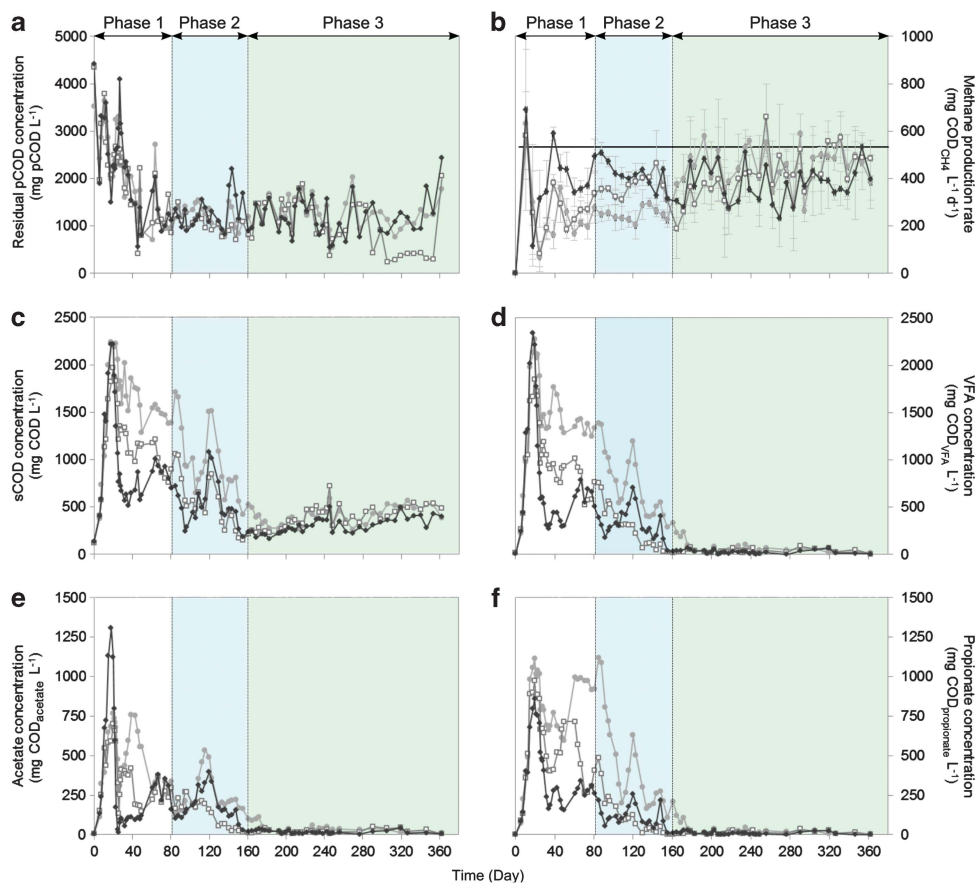 a
Phase 1 Phase 2 Phase 3
Residual pCOD concentration
(mg pCOD L-1)
5000
4000
3000
2000
1000
0
b
Phase 1 Phase 2 Phase 3
1000
800
600
400
200
0
Methane production rate
(mg CODCH4 L-1 d-1)
c
sCOD concentration
(mg COD L-1)
2500
2000
1500
1000
500
0
d
2500
2000
1500
1000
500
0
VFA concentration
(mg CODVFA L-1)
e
Acetate concentration
(mg CODacetate L-1)
1500
1250
1000
750
500
250
0
0 40 80 120 160 200 240 280 320 360
f
1500
1250
1000
750
500
250
0
Propionate concentration
(mg CODpropionate L-1)
0 40 80 120 160 200 240 280 320 360
Time (Day)